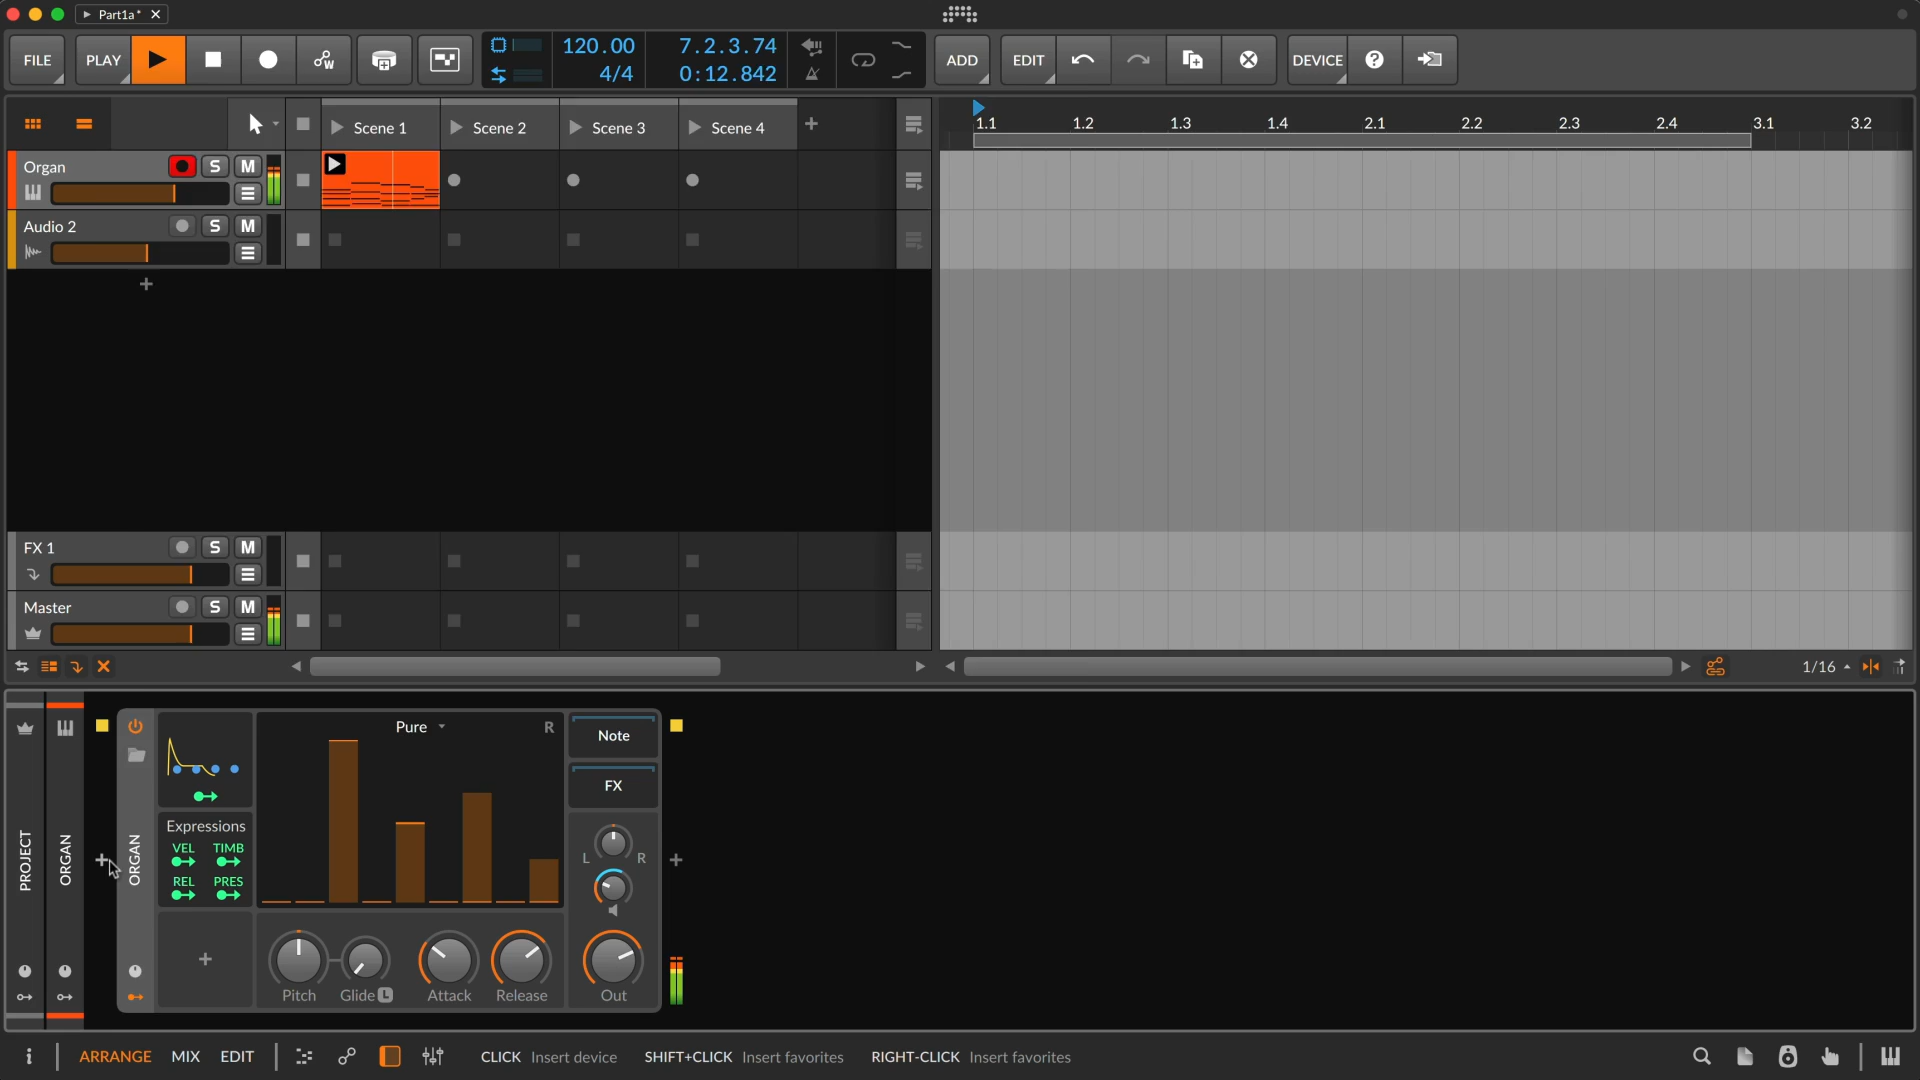 Part1a*
FILE
PLAY
W
120.00
4/4
7.2.3.74
0:12.842
ADD
EDIT
DEVICE
?
Scene 1
Scene 2
Scene 3
Scene 4
1.1
1.2
1.3
1.4
2.1
2.2
2.3
2.4
3.1
3.2
Organ
S
M
Audio 2
S
M
FX 1
S
M
Master
S
M
1/16
PROJECT
ORGAN
ORGAN
Pure
R
Note
FX
Expressions
VEL
TIMB
REL
PRES
L
R
Pitch
Glide L
Attack
Release
Out
i
ARRANGE
MIX
EDIT
CLICK Insert device
SHIFT+CLICK Insert favorites
RIGHT-CLICK Insert favorites